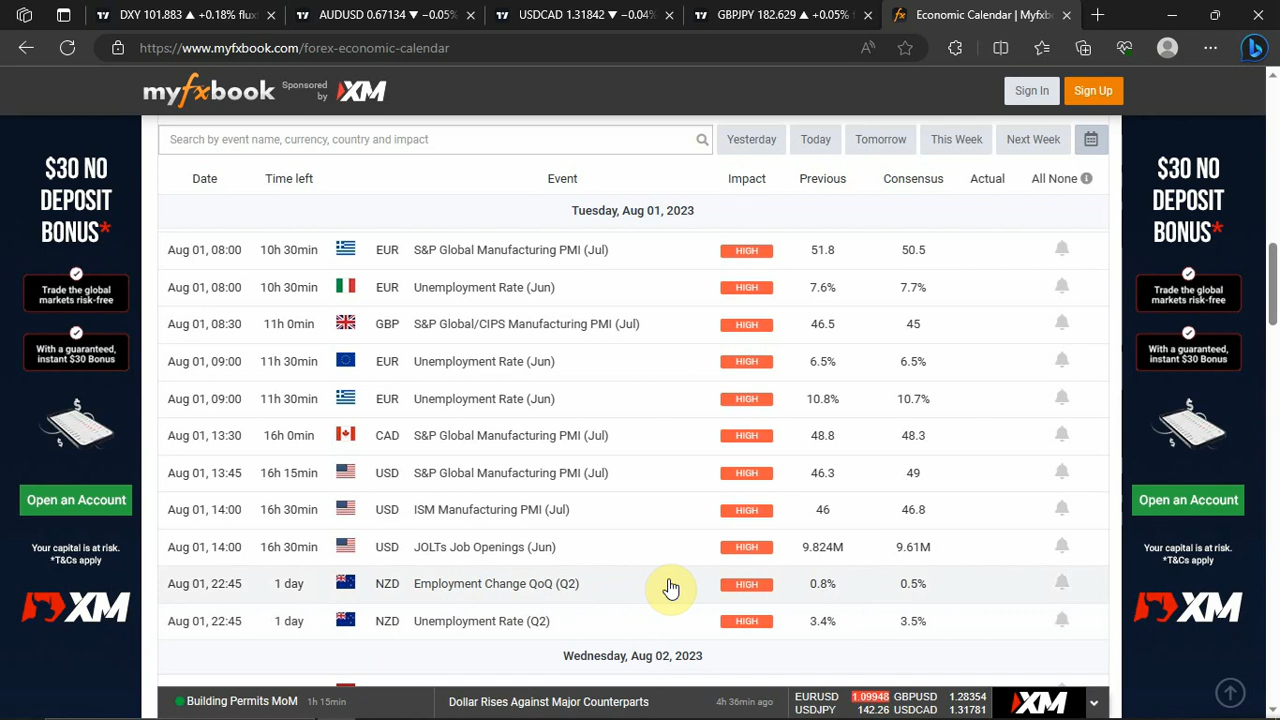 DXY 101.883 ▲ +0.18% flux
AUDUSD 0.67134 ▼ −0.05%
USDCAD 1.31842 ▼ −0.04%
GBPJPY 182.629 ▲ +0.05%
Economic Calendar | Myfxb
https://www.myfxbook.com/forex-economic-calendar
myfxbook Sponsored by XM
Sign In Sign Up
Search by event name, currency, country and impact
Yesterday Today Tomorrow This Week Next Week
Date Time left Event Impact Previous Consensus Actual All None
Tuesday, Aug 01, 2023
Aug 01, 08:00 10h 30min EUR S&P Global Manufacturing PMI (Jul) HIGH 51.8 50.5
Aug 01, 08:00 10h 30min EUR Unemployment Rate (Jun) HIGH 7.6% 7.7%
Aug 01, 08:30 11h 0min GBP S&P Global/CIPS Manufacturing PMI (Jul) HIGH 46.5 45
Aug 01, 09:00 11h 30min EUR Unemployment Rate (Jun) HIGH 6.5% 6.5%
Aug 01, 09:00 11h 30min EUR Unemployment Rate (Jun) HIGH 10.8% 10.7%
Aug 01, 13:30 16h 0min CAD S&P Global Manufacturing PMI (Jul) HIGH 48.8 48.3
Aug 01, 13:45 16h 15min USD S&P Global Manufacturing PMI (Jul) HIGH 46.3 49
Aug 01, 14:00 16h 30min USD ISM Manufacturing PMI (Jul) HIGH 46 46.8
Aug 01, 14:00 16h 30min USD JOLTs Job Openings (Jun) HIGH 9.824M 9.61M
Aug 01, 22:45 1 day NZD Employment Change QoQ (Q2) HIGH 0.8% 0.5%
Aug 01, 22:45 1 day NZD Unemployment Rate (Q2) HIGH 3.4% 3.5%
Wednesday, Aug 02, 2023
Building Permits MoM 1h 15min
Dollar Rises Against Major Counterparts 4h 36min ago
EURUSD 1.09948 GBPUSD 1.28354
USDJPY 142.26 USDCAD 1.31781
XM
$30 NO
DEPOSIT
BONUS*
Trade the global
markets risk-free
With a guaranteed,
instant $30 Bonus
Open an Account
Your capital is at risk.
*T&Cs apply
XM
$30 NO
DEPOSIT
BONUS*
Trade the global
markets risk-free
With a guaranteed,
instant $30 Bonus
Open an Account
Your capital is at risk.
*T&Cs apply
XM